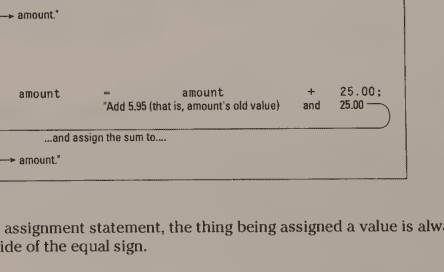 → amount."
amount = amount + 25.00;
"Add 5.95 (that is, amount's old value) and 25.00
...and assign the sum to....
→ amount."
assignment statement, the thing being assigned a value is
ide of the equal sign.